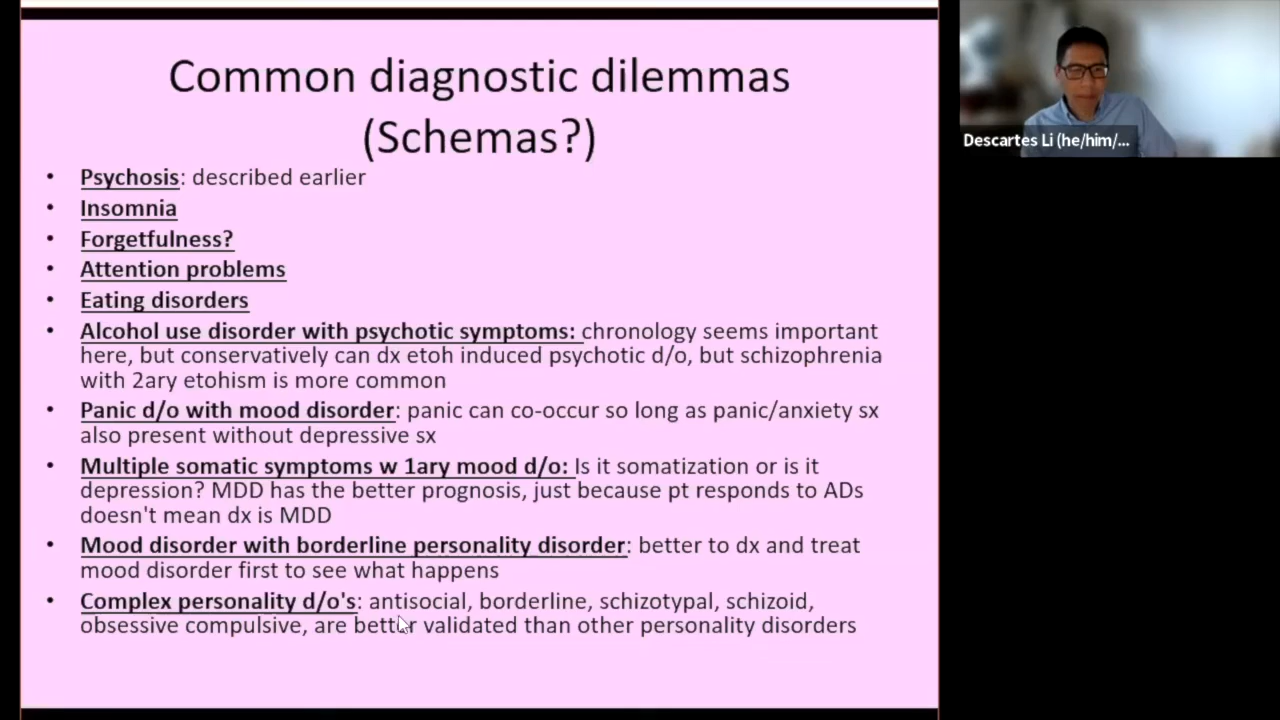 Common diagnostic dilemmas
(Schemas?)
• Psychosis: described earlier
• Insomnia
• Forgetfulness?
• Attention problems
• Eating disorders
• Alcohol use disorder with psychotic symptoms: chronology seems important
here, but conservatively can dx etoh induced psychotic d/o, but schizophrenia
with 2ary etohism is more common
• Panic d/o with mood disorder: panic can co-occur so long as panic/anxiety sx
also present without depressive sx
• Multiple somatic symptoms w 1ary mood d/o: Is it somatization or is it
depression? MDD has the better prognosis, just because pt responds to ADs
doesn't mean dx is MDD
• Mood disorder with borderline personality disorder: better to dx and treat
mood disorder first to see what happens
• Complex personality d/o's: antisocial, borderline, schizotypal, schizoid,
obsessive compulsive, are better validated than other personality disorders
Descartes Li (he/him/...